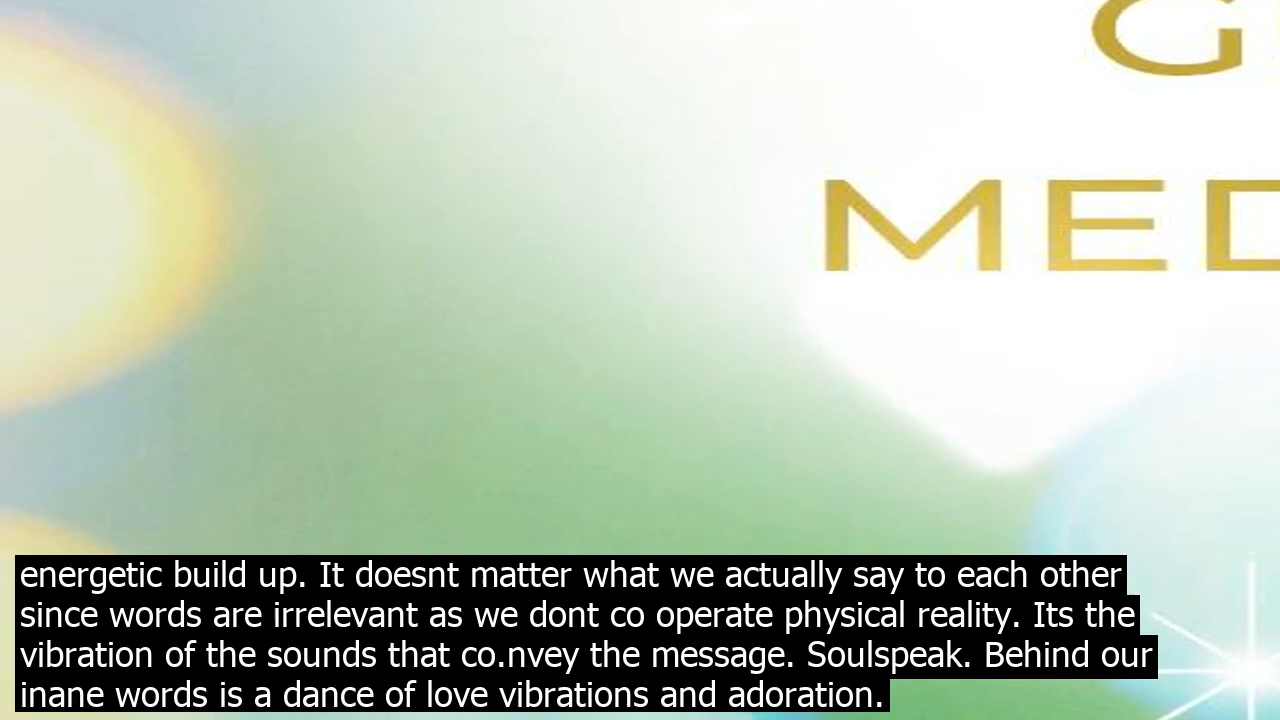 G
MED
energetic build up. It doesnt matter what we actually say to each other
since words are irrelevant as we dont co operate physical reality. Its the
vibration of the sounds that co.nvey the message. Soulspeak. Behind our
inane words is a dance of love vibrations and adoration.